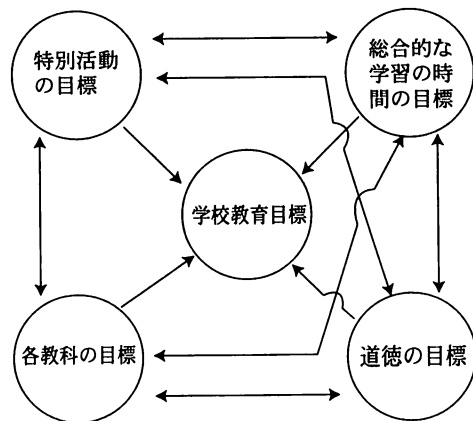 特別活動
の目標
総合的な
学習の時
間の目標
学校教育目標
各教科の目標
道徳の目標